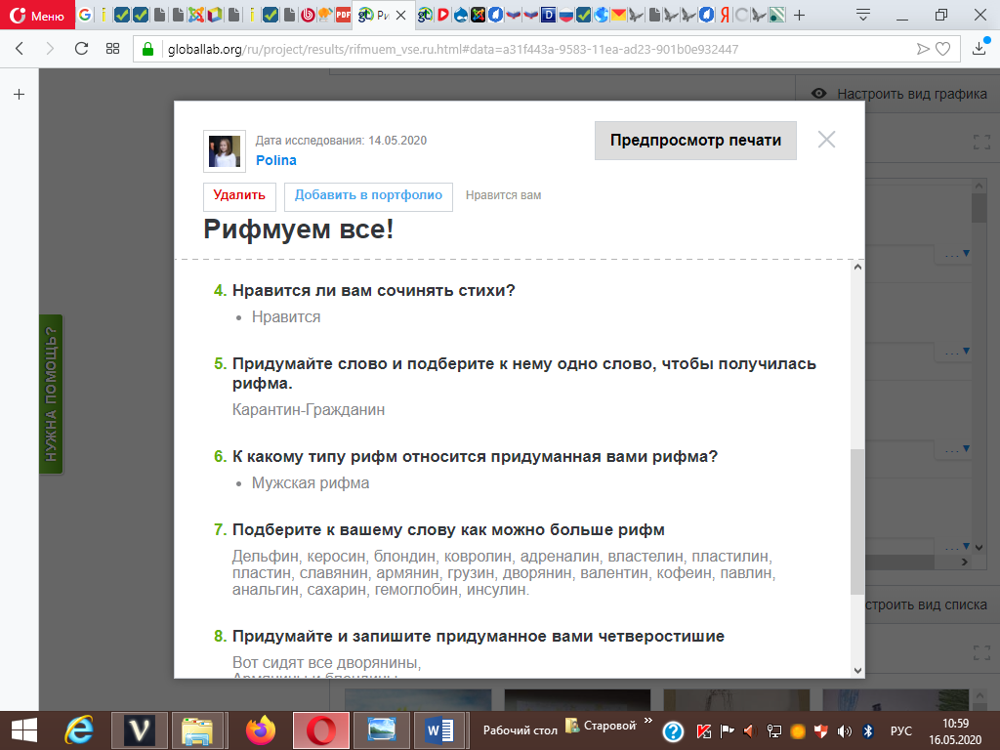 Меню
Ри
globallab.org/ru/project/results/rifmuem_vse.ru.html#data=a31f443a-9583-11ea-ad23-901b0e932447
Настроить вид графика
Дата исследования: 14.05.2020
Polina
Предпросмотр печати
Удалить
Добавить в портфолио
Нравится вам
Рифмуем все!
4. Нравится ли вам сочинять стихи?
• Нравится
5. Придумайте слово и подберите к нему одно слово, чтобы получилась
рифма.
Карантин-Гражданин
6. К какому типу рифм относится придуманная вами рифма?
• Мужская рифма
7. Подберите к вашему слову как можно больше рифм
Дельфин, керосин, блондин, ковролин, адреналин, властелин, пластилин,
пластин, славянин, армянин, грузин, дворянин, валентин, кофеин, павлин,
анальгин, сахарин, гемоглобин, инсулин.
8. Придумайте и запишите придуманное вами четверостишие
Вот сидят все дворянины,
Армянины и блондины
НУЖНА ПОМОЩЬ?
строить вид списка
Рабочий стол
Старовой
РУС
10:59
16.05.2020